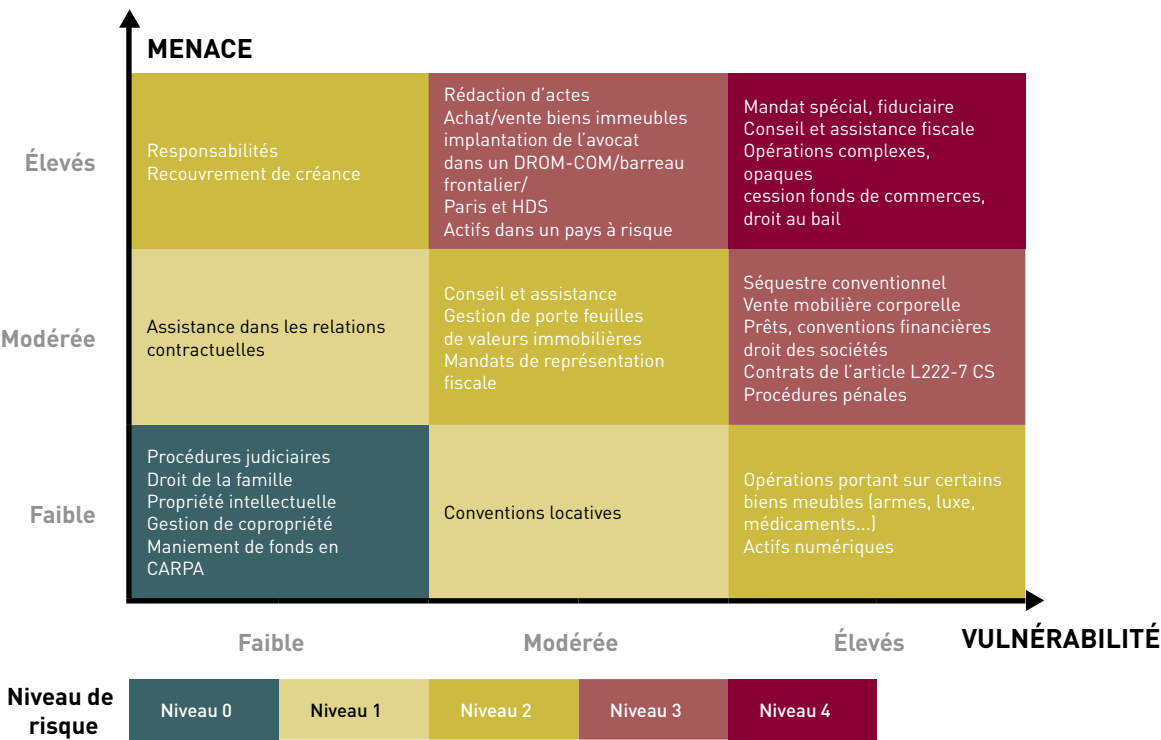 MENACE
Élevés
Responsabilités
Recouvrement de créance
Rédaction d'actes
Achat/vente biens immeubles
implantation de l'avocat
dans un DROM-COM/barreau
frontalier/
Paris et HDS
Actifs dans un pays à risque
Mandat spécial, fiduciaire
Conseil et assistance fiscale
Opérations complexes,
opaques
cession fonds de commerces,
droit au bail
Modérée
Assistance dans les relations
contractuelles
Conseil et assistance
Gestion de porte feuilles
de valeurs immobilières
Mandats de représentation
fiscale
Séquestre conventionnel
Vente mobilière corporelle
Prêts, conventions financières
droit des sociétés
Contrats de l'article L222-7 CS
Procédures pénales
Faible
Procédures judiciaires
Droit de la famille
Propriété intellectuelle
Gestion de copropriété
Maniement de fonds en
CARPA
Conventions locatives
Opérations portant sur certains
biens meubles (armes, luxe,
médicaments...)
Actifs numériques
Faible
Modérée
Élevés
VULNÉRABILITÉ
Niveau de
risque
Niveau 0
Niveau 1
Niveau 2
Niveau 3
Niveau 4